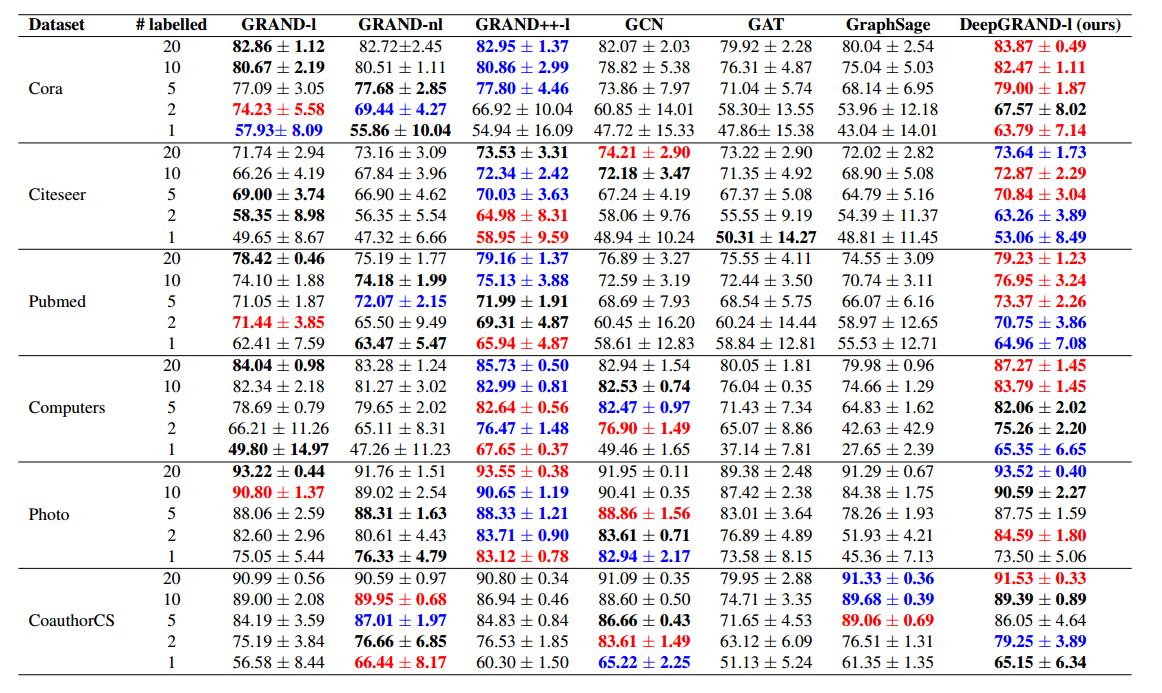 Dataset # labelled GRAND-l GRAND-nl GRAND++-l GCN GAT GraphSage DeepGRAND-l (ours)
20 82.86 ± 1.12 82.72±2.45 82.95 ± 1.37 82.07 ± 2.03 79.92 ± 2.28 80.04 ± 2.54 83.87 ± 0.49
10 80.67 ± 2.19 80.51 ± 1.11 80.86 ± 2.99 78.82 ± 5.38 76.31 ± 4.87 75.04 ± 5.03 82.47 ± 1.11
Cora 5 77.09 ± 3.05 77.68 ± 2.85 77.80 ± 4.46 73.86 ± 7.97 71.04 ± 5.74 68.14 ± 6.95 79.00 ± 1.87
2 74.23 ± 5.58 69.44 ± 4.27 66.92 ± 10.04 60.85 ± 14.01 58.30± 13.55 53.96 ± 12.18 67.57 ± 8.02
1 57.93± 8.09 55.86 ± 10.04 54.94 ± 16.09 47.72 ± 15.33 47.86± 15.38 43.04 ± 14.01 63.79 ± 7.14
20 71.74 ± 2.94 73.16 ± 3.09 73.53 ± 3.31 74.21 ± 2.90 73.22 ± 2.90 72.02 ± 2.82 73.64 ± 1.73
10 66.26 ± 4.19 67.84 ± 3.96 72.34 ± 2.42 72.18 ± 3.47 71.35 ± 4.92 68.90 ± 5.08 72.87 ± 2.29
Citeseer 5 69.00 ± 3.74 66.90 ± 4.62 70.03 ± 3.63 67.24 ± 4.19 67.37 ± 5.08 64.79 ± 5.16 70.84 ± 3.04
2 58.35 ± 8.98 56.35 ± 5.54 64.98 ± 8.31 58.06 ± 9.76 55.55 ± 9.19 54.39 ± 11.37 63.26 ± 3.89
1 49.65 ± 8.67 47.32 ± 6.66 58.95 ± 9.59 48.94 ± 10.24 50.31 ± 14.27 48.81 ± 11.45 53.06 ± 8.49
20 78.42 ± 0.46 75.19 ± 1.77 79.16 ± 1.37 76.89 ± 3.27 75.55 ± 4.11 74.55 ± 3.09 79.23 ± 1.23
10 74.10 ± 1.88 74.18 ± 1.99 75.13 ± 3.88 72.59 ± 3.19 72.44 ± 3.50 70.74 ± 3.11 76.95 ± 3.24
Pubmed 5 71.05 ± 1.87 72.07 ± 2.15 71.99 ± 1.91 68.69 ± 7.93 68.54 ± 5.75 66.07 ± 6.16 73.37 ± 2.26
2 71.44 ± 3.85 65.50 ± 9.49 69.31 ± 4.87 60.45 ± 16.20 60.24 ± 14.44 58.97 ± 12.65 70.75 ± 3.86
1 62.41 ± 7.59 63.47 ± 5.47 65.94 ± 4.87 58.61 ± 12.83 58.84 ± 12.81 55.53 ± 12.71 64.96 ± 7.08
20 84.04 ± 0.98 83.28 ± 1.24 85.73 ± 0.50 82.94 ± 1.54 80.05 ± 1.81 79.98 ± 0.96 87.27 ± 1.45
10 82.34 ± 2.18 81.27 ± 3.02 82.99 ± 0.81 82.53 ± 0.74 76.04 ± 0.35 74.66 ± 1.29 83.79 ± 1.45
Computers 5 78.69 ± 0.79 79.65 ± 2.02 82.64 ± 0.56 82.47 ± 0.97 71.43 ± 7.34 64.83 ± 1.62 82.06 ± 2.02
2 66.21 ± 11.26 65.11 ± 8.31 76.47 ± 1.48 76.90 ± 1.49 65.07 ± 8.86 42.63 ± 42.9 75.26 ± 2.20
1 49.80 ± 14.97 47.26 ± 11.23 67.65 ± 0.37 49.46 ± 1.65 37.14 ± 7.81 27.65 ± 2.39 65.35 ± 6.65
20 93.22 ± 0.44 91.76 ± 1.51 93.55 ± 0.38 91.95 ± 0.11 89.38 ± 2.48 91.29 ± 0.67 93.52 ± 0.40
10 90.80 ± 1.37 89.02 ± 2.54 90.65 ± 1.19 90.41 ± 0.35 87.42 ± 2.38 84.38 ± 1.75 90.59 ± 2.27
Photo 5 88.06 ± 2.59 88.31 ± 1.63 88.33 ± 1.21 88.86 ± 1.56 83.01 ± 3.64 78.26 ± 1.93 87.75 ± 1.59
2 82.60 ± 2.96 80.61 ± 4.43 83.71 ± 0.90 83.61 ± 0.71 76.89 ± 4.89 51.93 ± 4.21 84.59 ± 1.80
1 75.05 ± 5.44 76.33 ± 4.79 83.12 ± 0.78 82.94 ± 2.17 73.58 ± 8.15 45.36 ± 7.13 73.50 ± 5.06
20 90.99 ± 0.56 90.59 ± 0.97 90.80 ± 0.34 91.09 ± 0.35 79.95 ± 2.88 91.33 ± 0.36 91.53 ± 0.33
10 89.00 ± 2.08 89.95 ± 0.68 86.94 ± 0.46 88.60 ± 0.50 74.71 ± 3.35 89.68 ± 0.39 89.39 ± 0.89
CoauthorCS 5 84.19 ± 3.59 87.01 ± 1.97 84.83 ± 0.84 86.66 ± 0.43 71.65 ± 4.53 89.06 ± 0.69 86.05 ± 4.64
2 75.19 ± 3.84 76.66 ± 6.85 76.53 ± 1.85 83.61 ± 1.49 63.12 ± 6.09 76.51 ± 1.31 79.25 ± 3.89
1 56.58 ± 8.44 66.44 ± 8.17 60.30 ± 1.50 65.22 ± 2.25 51.13 ± 5.24 61.35 ± 1.35 65.15 ± 6.34